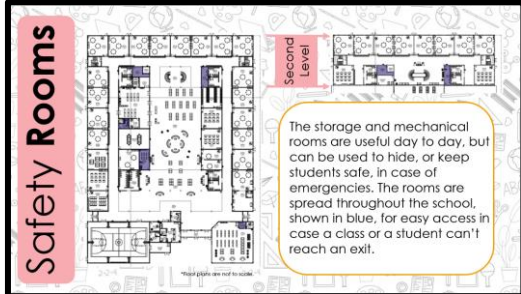 Safety Rooms
Second
Level
The storage and mechanical
rooms are useful day to day, but
can be used to hide, or keep
students safe, in case of
emergencies. The rooms are
spread throughout the school,
shown in blue, for easy access in
case a class or a student can't
reach an exit.
*Floor plans are not to scale.